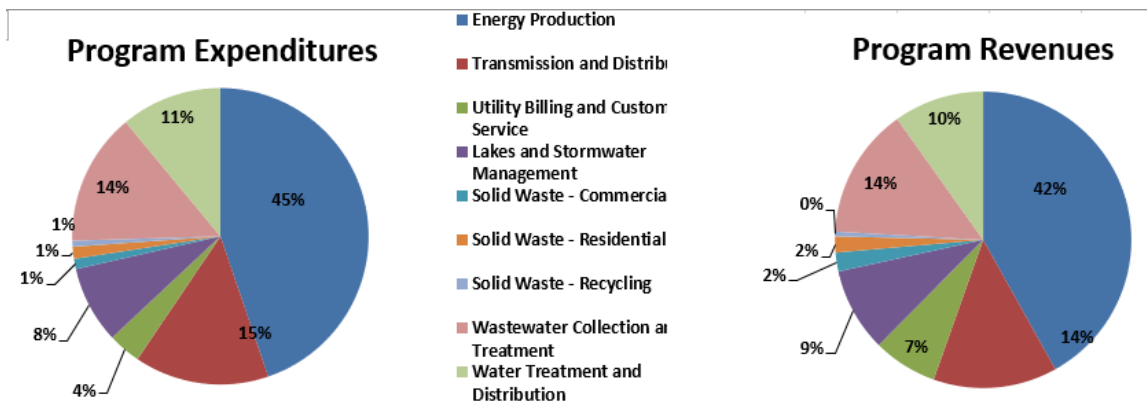 Program Expenditures
11%
14%
45%
1%
1%
1%
8%
15%
4%
Energy Production
Transmission and Distribu
Utility Billing and Custom
Service
Lakes and Stormwater
Management
Solid Waste - Commercia
Solid Waste - Residential
Solid Waste - Recycling
Wastewater Collection an
Treatment
Water Treatment and
Distribution
Program Revenues
10%
14%
42%
0%
2%
2%
9%
7%
14%